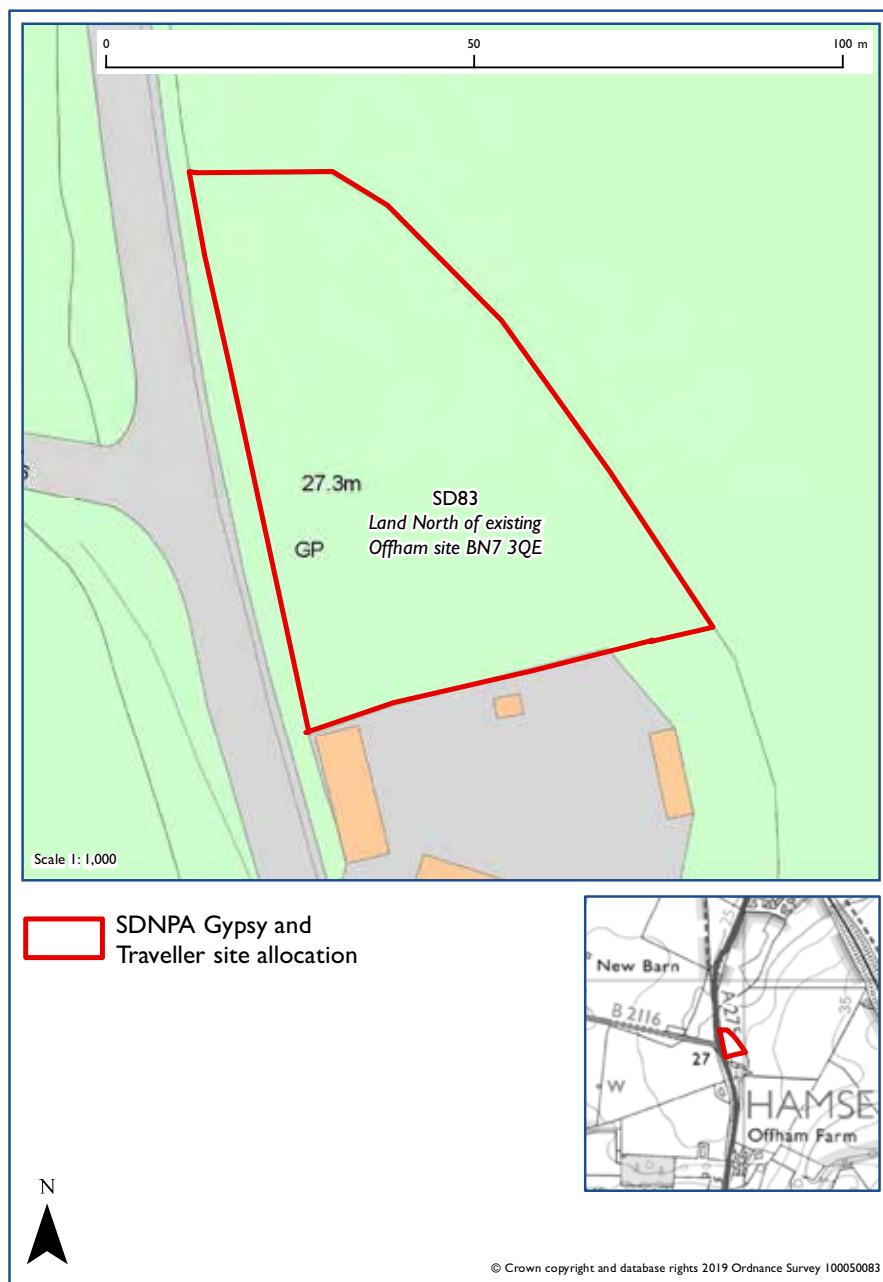 0 50 100 m
27.3m
SD83
Land North of existing
Offham site BN7 3QE
GP
Scale 1: 1,000
SDNPA Gypsy and
Traveller site allocation
New Barn
25
A 275
35
B 2116
27
W
HAMSE
Offham Farm
N
© Crown copyright and database rights 2019 Ordnance Survey 100050083